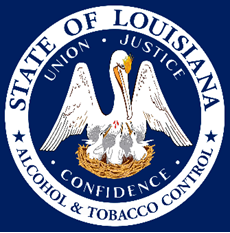 STATE OF LOUISIANA
UNION · JUSTICE
· CONFIDENCE ·
★ ALCOHOL & TOBACCO CONTROL ★